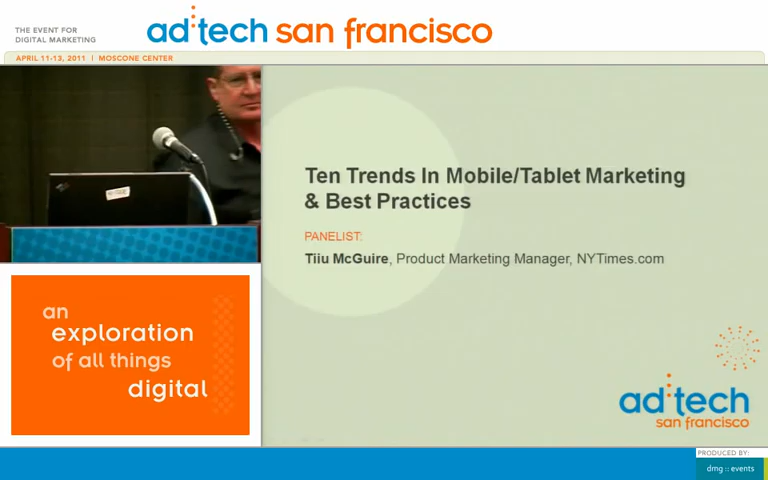 THE EVENT FOR
DIGITAL MARKETING
ad:tech san francisco
APRIL 11-13, 2011 | MOSCONE CENTER
Ten Trends In Mobile/Tablet Marketing
& Best Practices
PANELIST:
Tiiu McGuire, Product Marketing Manager, NYTimes.com
an
exploration
of all things
digital
ad:tech
san francisco
PRODUCED BY:
dmg :: events